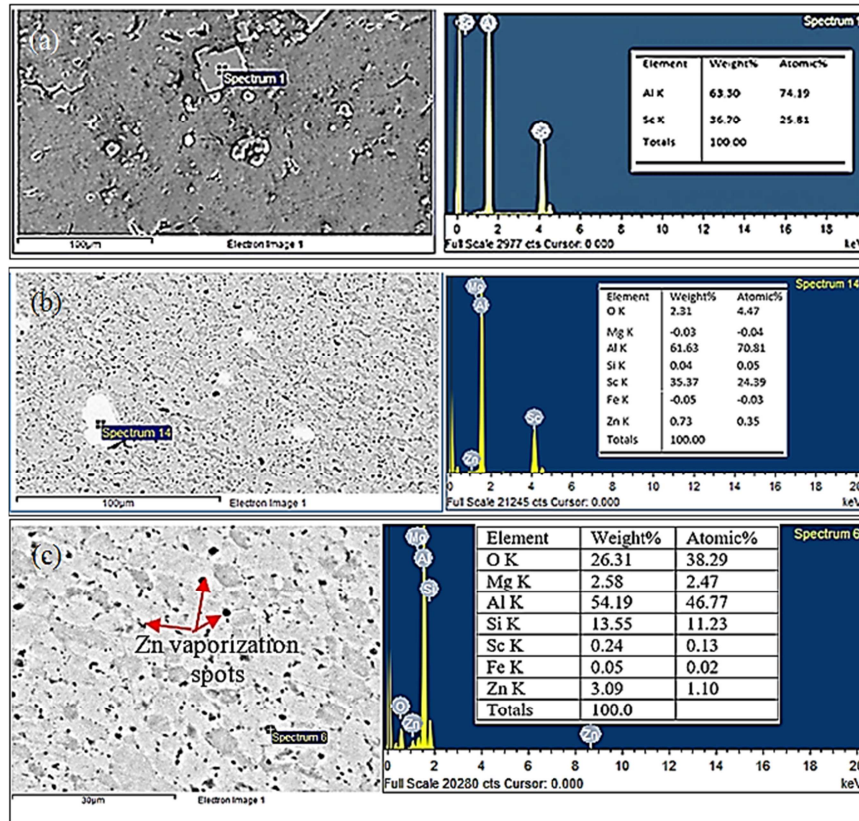 (a)
Spectrum 1
100μm
Electron Image 1
Spectrum 1
Sc
Al
Sc
Element Weight% Atomic%
Al K 63.30 74.19
Sc K 36.70 25.81
Totals 100.00
0 2 4 6 8 10 12 14 16 18
Full Scale 2977 cts Cursor: 0.000
keV
(b)
Spectrum 14
100μm
Electron Image 1
Spectrum 14
Mg
Al
Sc
Zn
Element Weight% Atomic%
O K 2.31 4.47
Mg K -0.03 -0.04
Al K 61.63 70.81
Si K 0.04 0.05
Sc K 35.37 24.39
Fe K -0.05 -0.03
Zn K 0.73 0.35
Totals 100.00
0 2 4 6 8 10 12 14 16 18 20
Full Scale 21245 cts Cursor: 0.000
keV
(c)
Zn vaporization
spots
Spectrum 6
30μm
Electron Image 1
Spectrum 6
Mg
Al
Si
O
Zn
Zn
Element Weight% Atomic%
O K 26.31 38.29
Mg K 2.58 2.47
Al K 54.19 46.77
Si K 13.55 11.23
Sc K 0.24 0.13
Fe K 0.05 0.02
Zn K 3.09 1.10
Totals 100.0
0 2 4 6 8 10 12 14 16 18 20
Full Scale 20280 cts Cursor: 0.000
keV